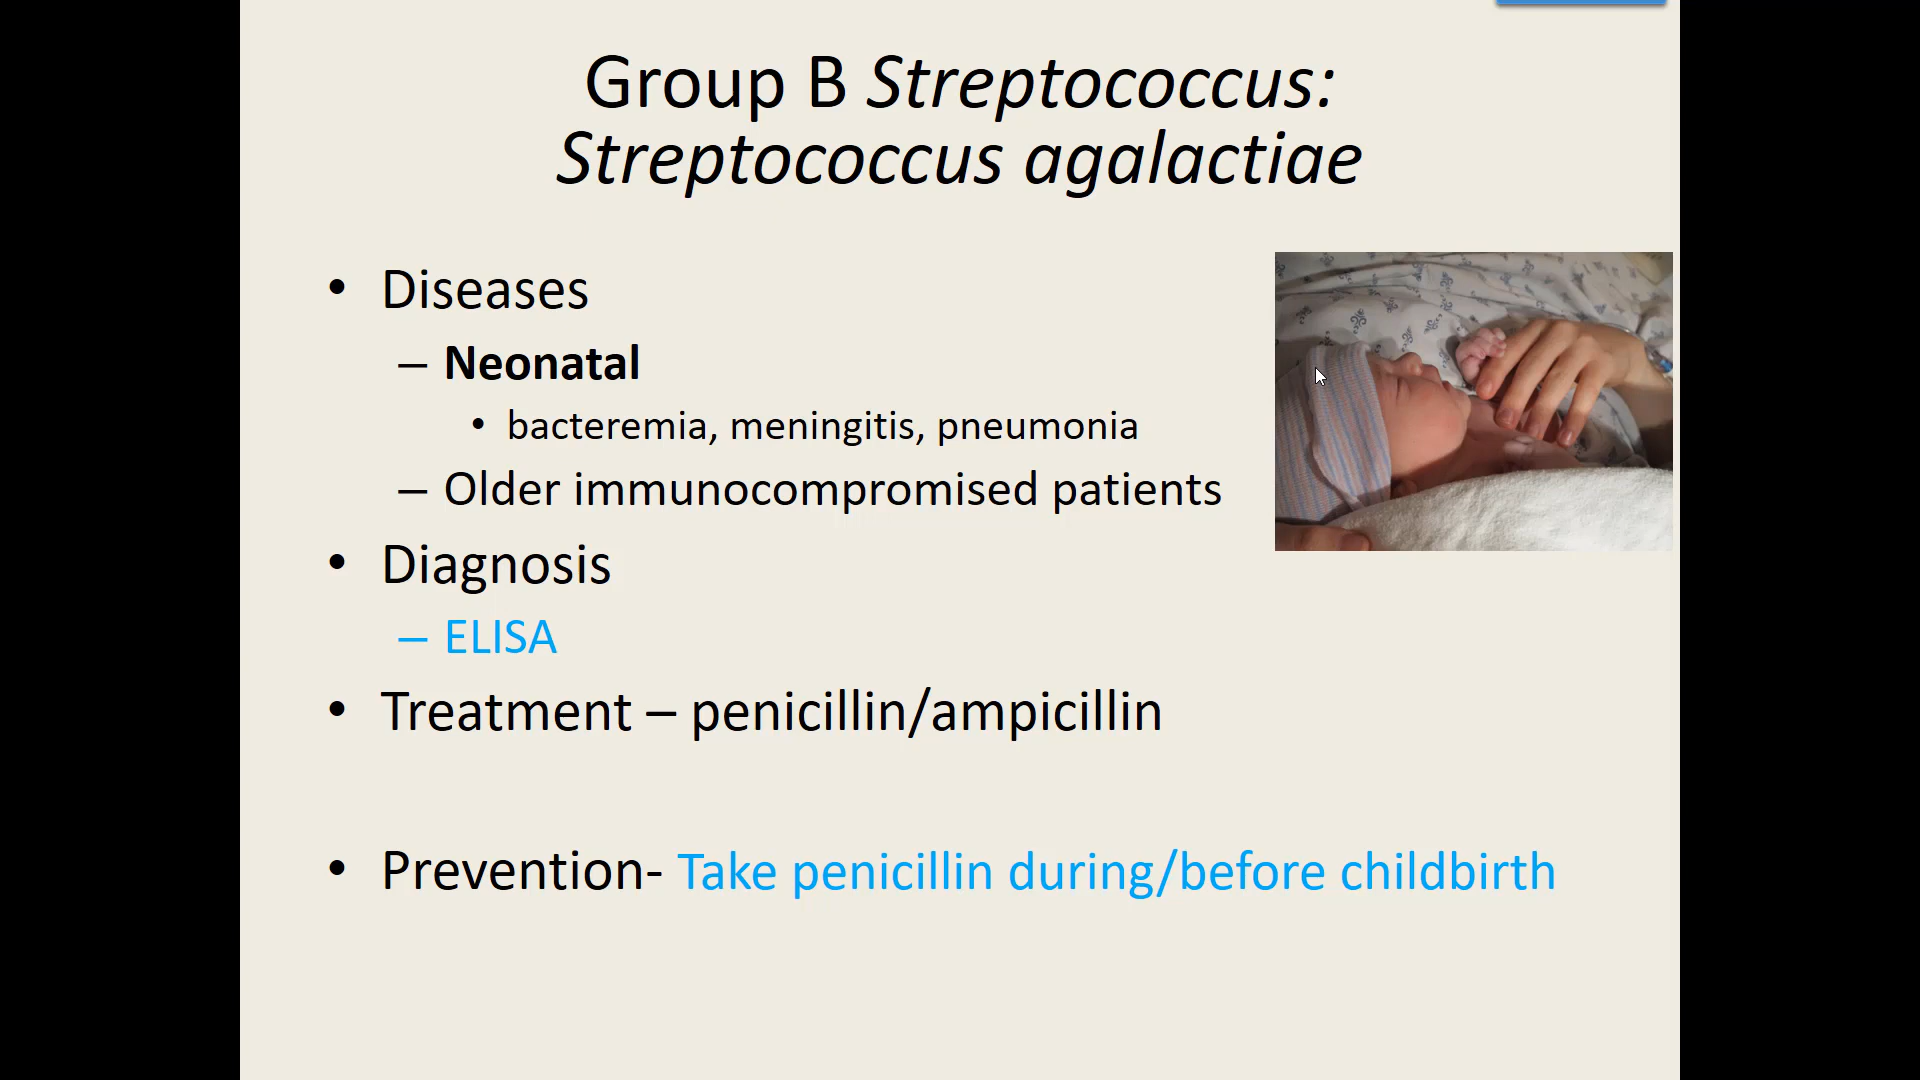 Group B Streptococcus:
Streptococcus agalactiae
• Diseases
– Neonatal
• bacteremia, meningitis, pneumonia
– Older immunocompromised patients
• Diagnosis
– ELISA
• Treatment – penicillin/ampicillin
• Prevention- Take penicillin during/before childbirth